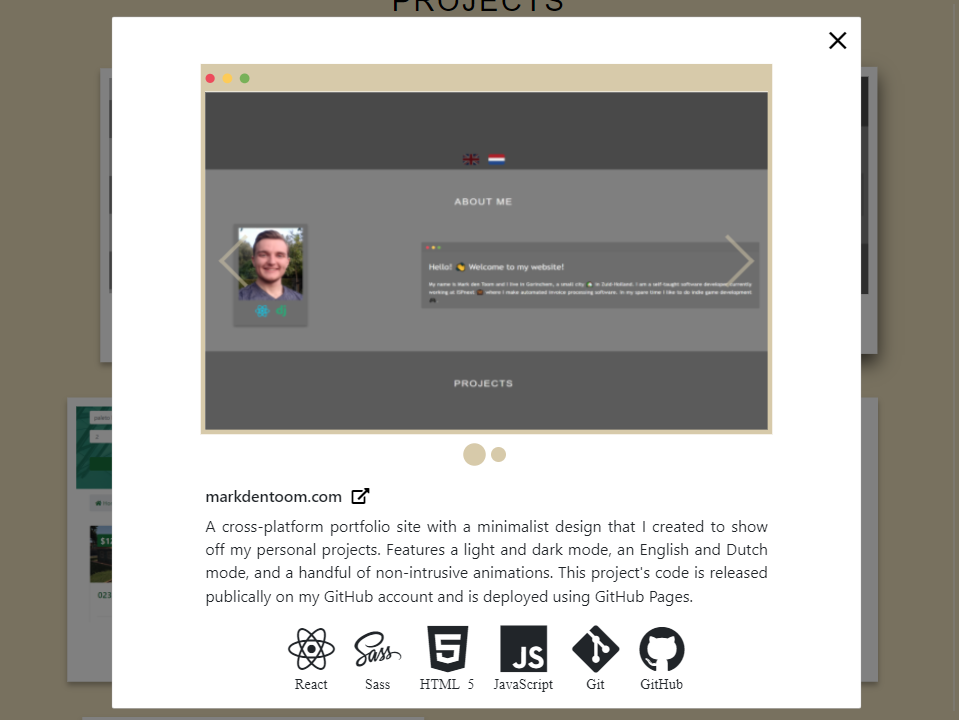 PROJECTS
ABOUT ME
Hello! Welcome to my website!
My name is Mark den Toom and I live in Gorinchem, a small city in Zuid-Holland. I am a self-taught software developer currently
working at ISPnext where I make automated invoice processing software. In my spare time I like to do indie game development
PROJECTS
markdentoom.com
A cross-platform portfolio site with a minimalist design that I created to show
off my personal projects. Features a light and dark mode, an English and Dutch
mode, and a handful of non-intrusive animations. This project's code is released
publically on my GitHub account and is deployed using GitHub Pages.
Sass
JS
React Sass HTML 5 JavaScript Git GitHub